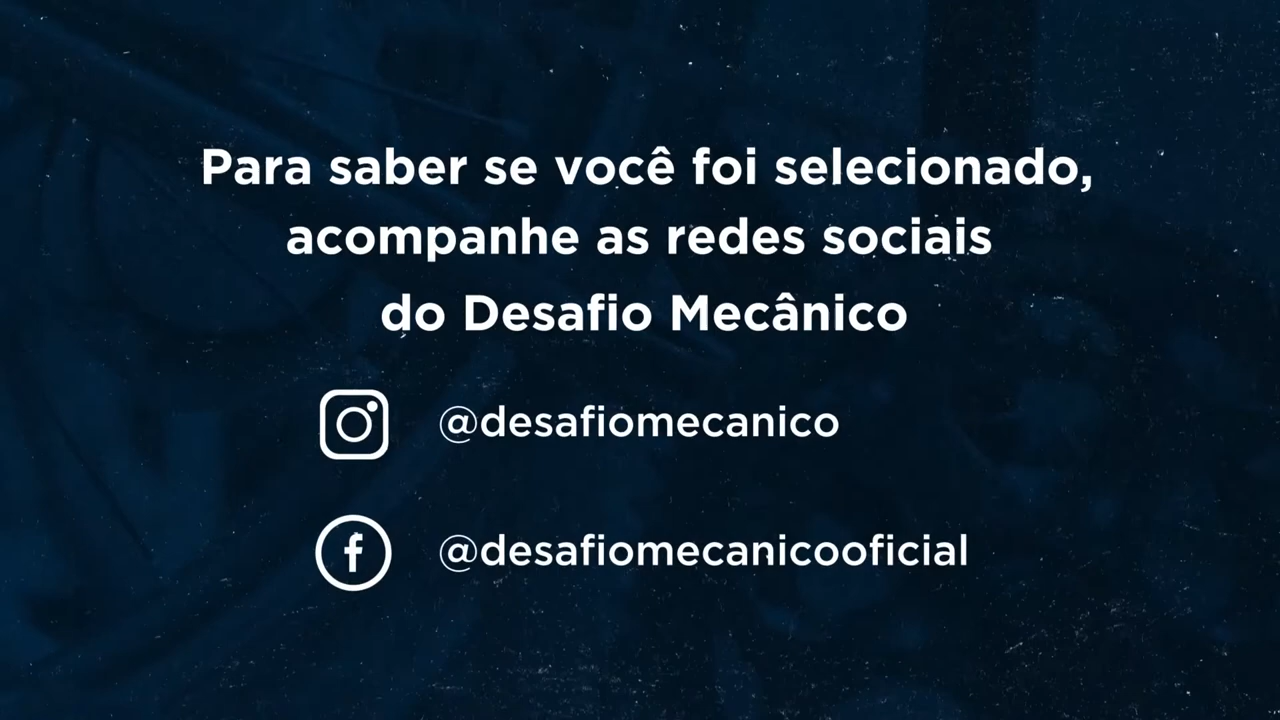 Para saber se você foi selecionado,
acompanhe as redes sociais
do Desafio Mecânico
@desafiomecanico
@desafiomecanicooficial